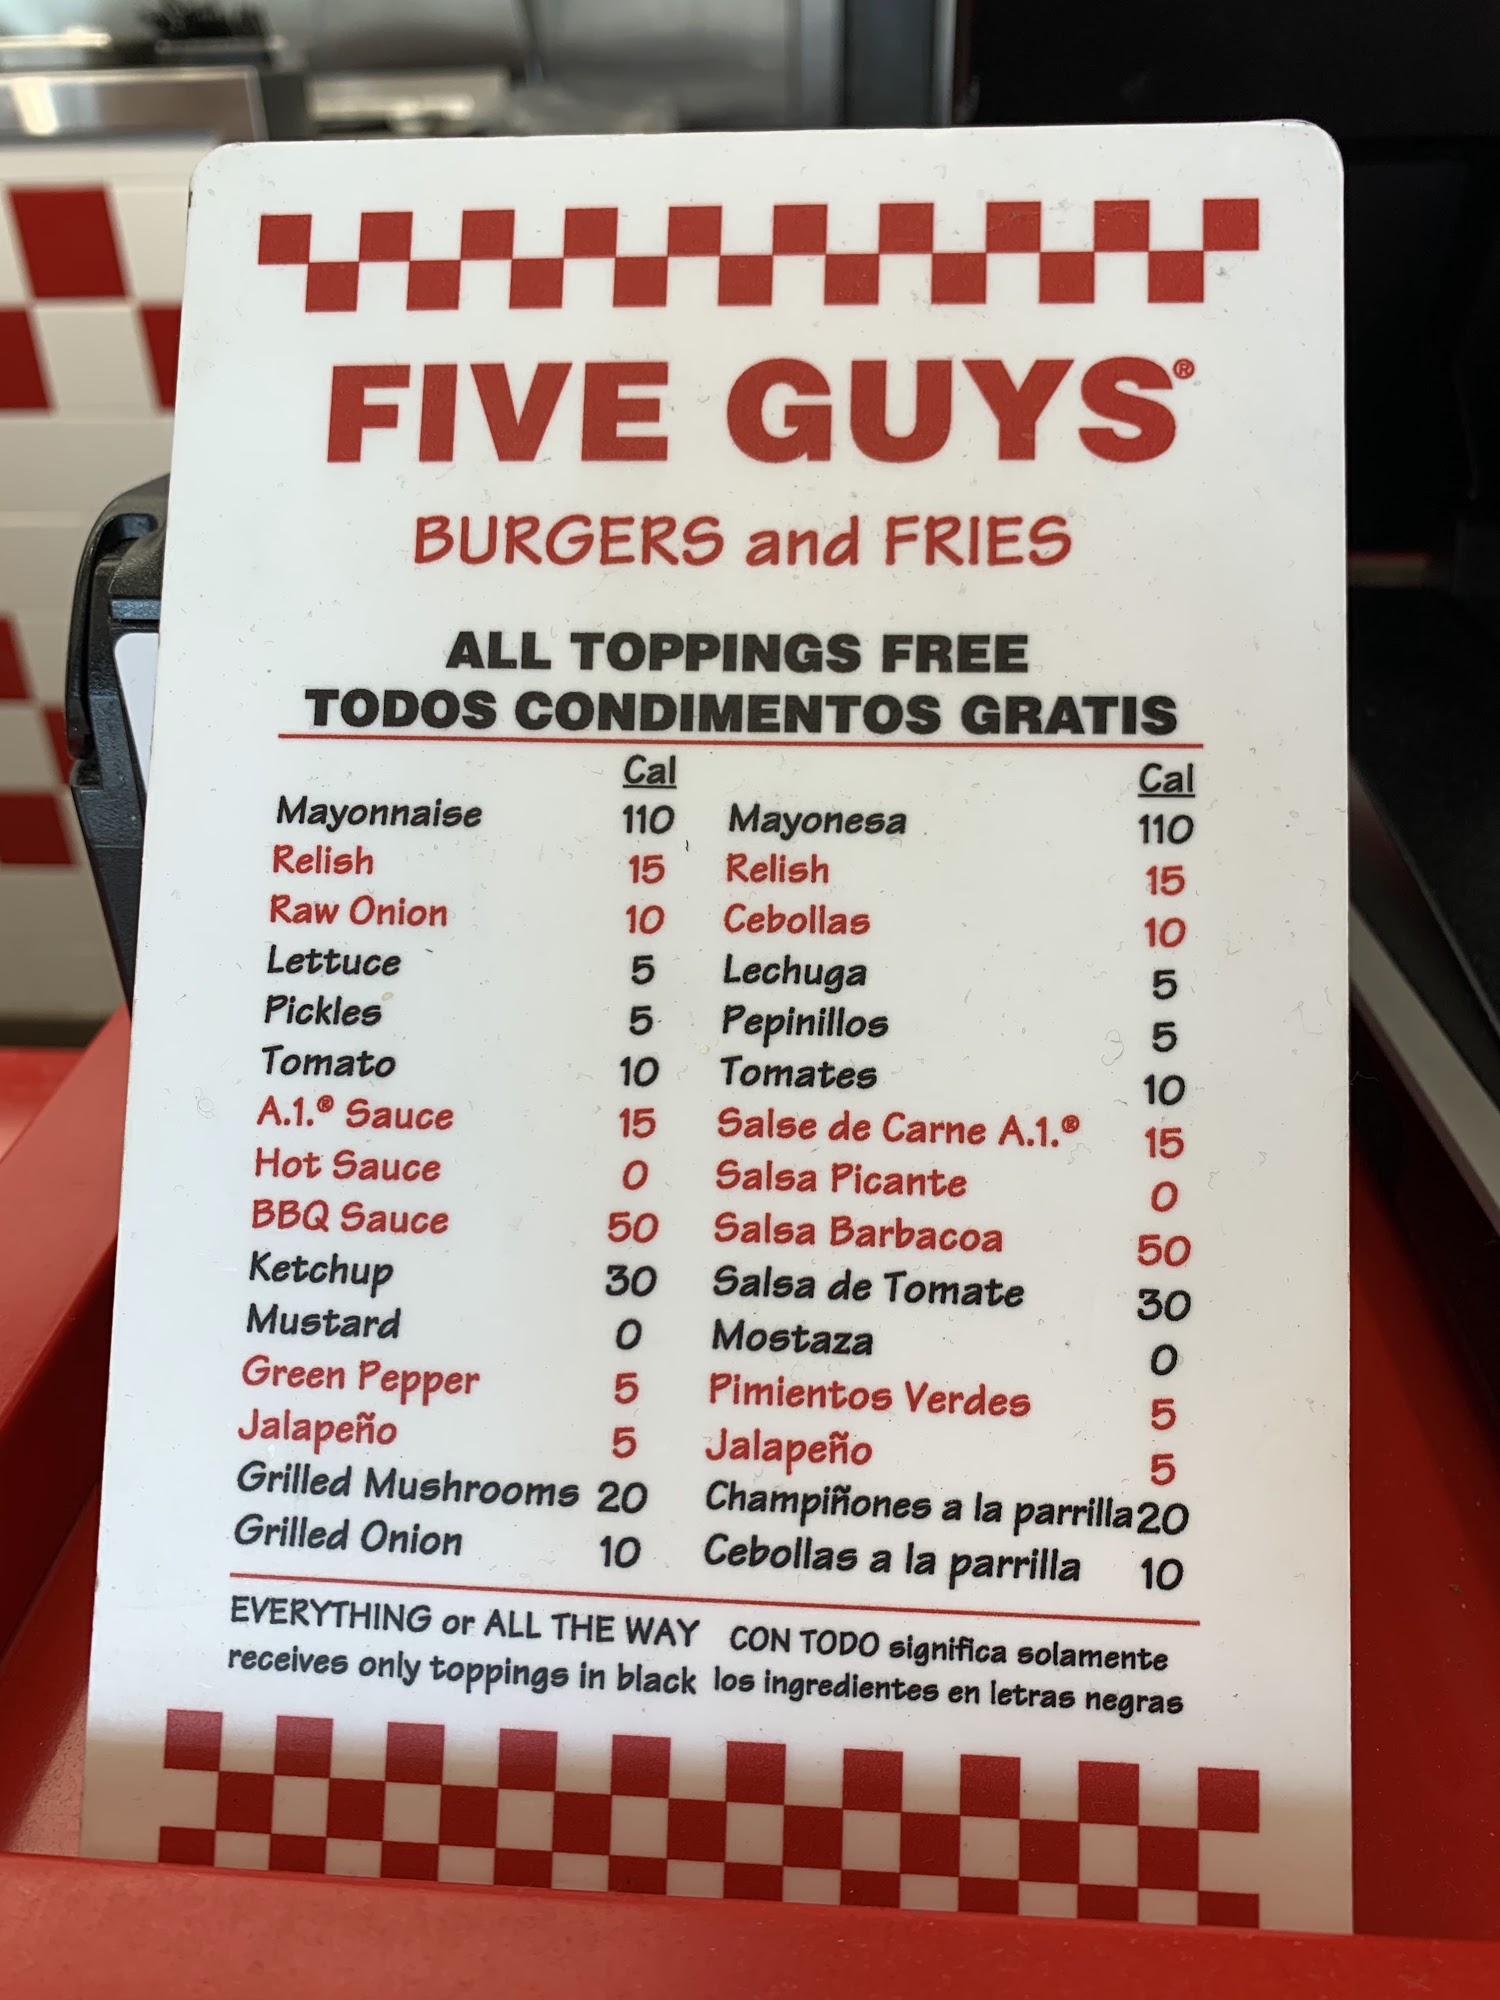 FIVE GUYS®
BURGERS and FRIES
ALL TOPPINGS FREE
TODOS CONDIMENTOS GRATIS
Cal Cal
Mayonnaise 110 Mayonesa 110
Relish 15 Relish 15
Raw Onion 10 Cebollas 10
Lettuce 5 Lechuga 5
Pickles 5 Pepinillos 5
Tomato 10 Tomates 10
A.1.® Sauce 15 Salse de Carne A.1.® 15
Hot Sauce 0 Salsa Picante 0
BBQ Sauce 50 Salsa Barbacoa 50
Ketchup 30 Salsa de Tomate 30
Mustard 0 Mostaza 0
Green Pepper 5 Pimientos Verdes 5
Jalapeño 5 Jalapeño 5
Grilled Mushrooms 20 Champiñones a la parrilla 20
Grilled Onion 10 Cebollas a la parrilla 10
EVERYTHING or ALL THE WAY
receives only toppings in black
CON TODO significa solamente
los ingredientes en letras negras